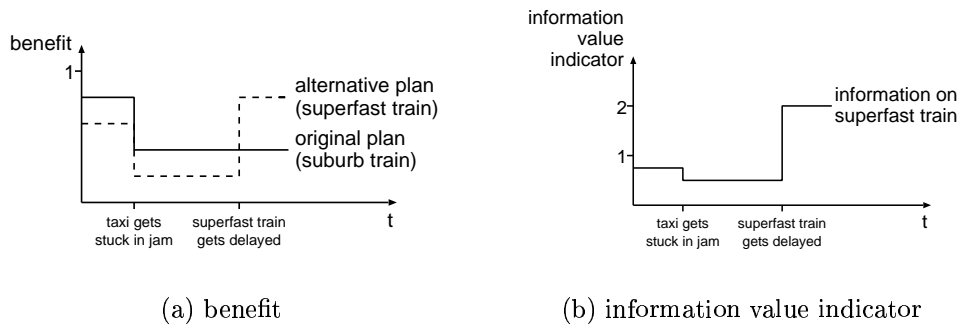 benefit
1
alternative plan
(superfast train)
original plan
(suburb train)
t
taxi gets
stuck in jam
superfast train
gets delayed
(a) benefit
information
value
indicator
2
1
information on
superfast train
t
taxi gets
stuck in jam
superfast train
gets delayed
(b) information value indicator